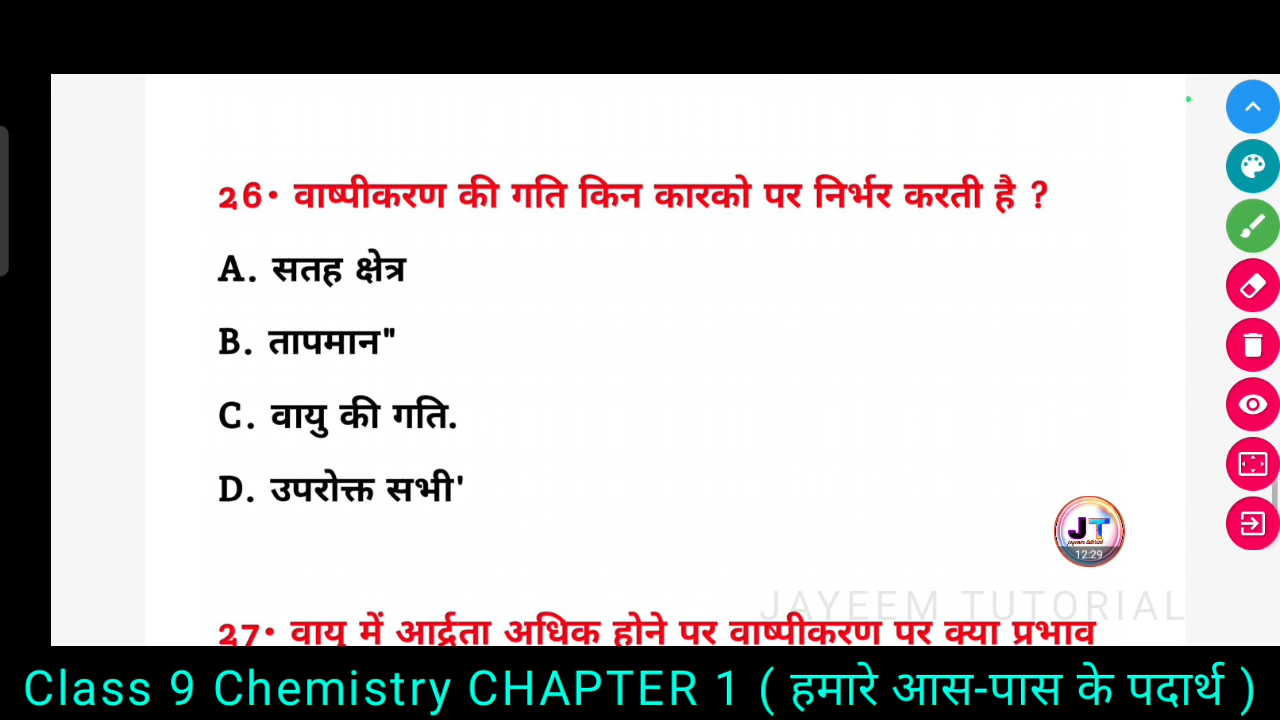 26• वाष्पीकरण की गति किन कारको पर निर्भर करती है ?
A. सतह क्षेत्र
B. तापमान"
C. वायु की गति.
D. उपरोक्त सभी'
JT
12:29
JAYEEM TUTORIAL
27• वायु में आर्द्रता अधिक होने पर वाष्पीकरण पर क्या प्रभाव
Class 9 Chemistry CHAPTER 1 ( हमारे आस-पास के पदार्थ )